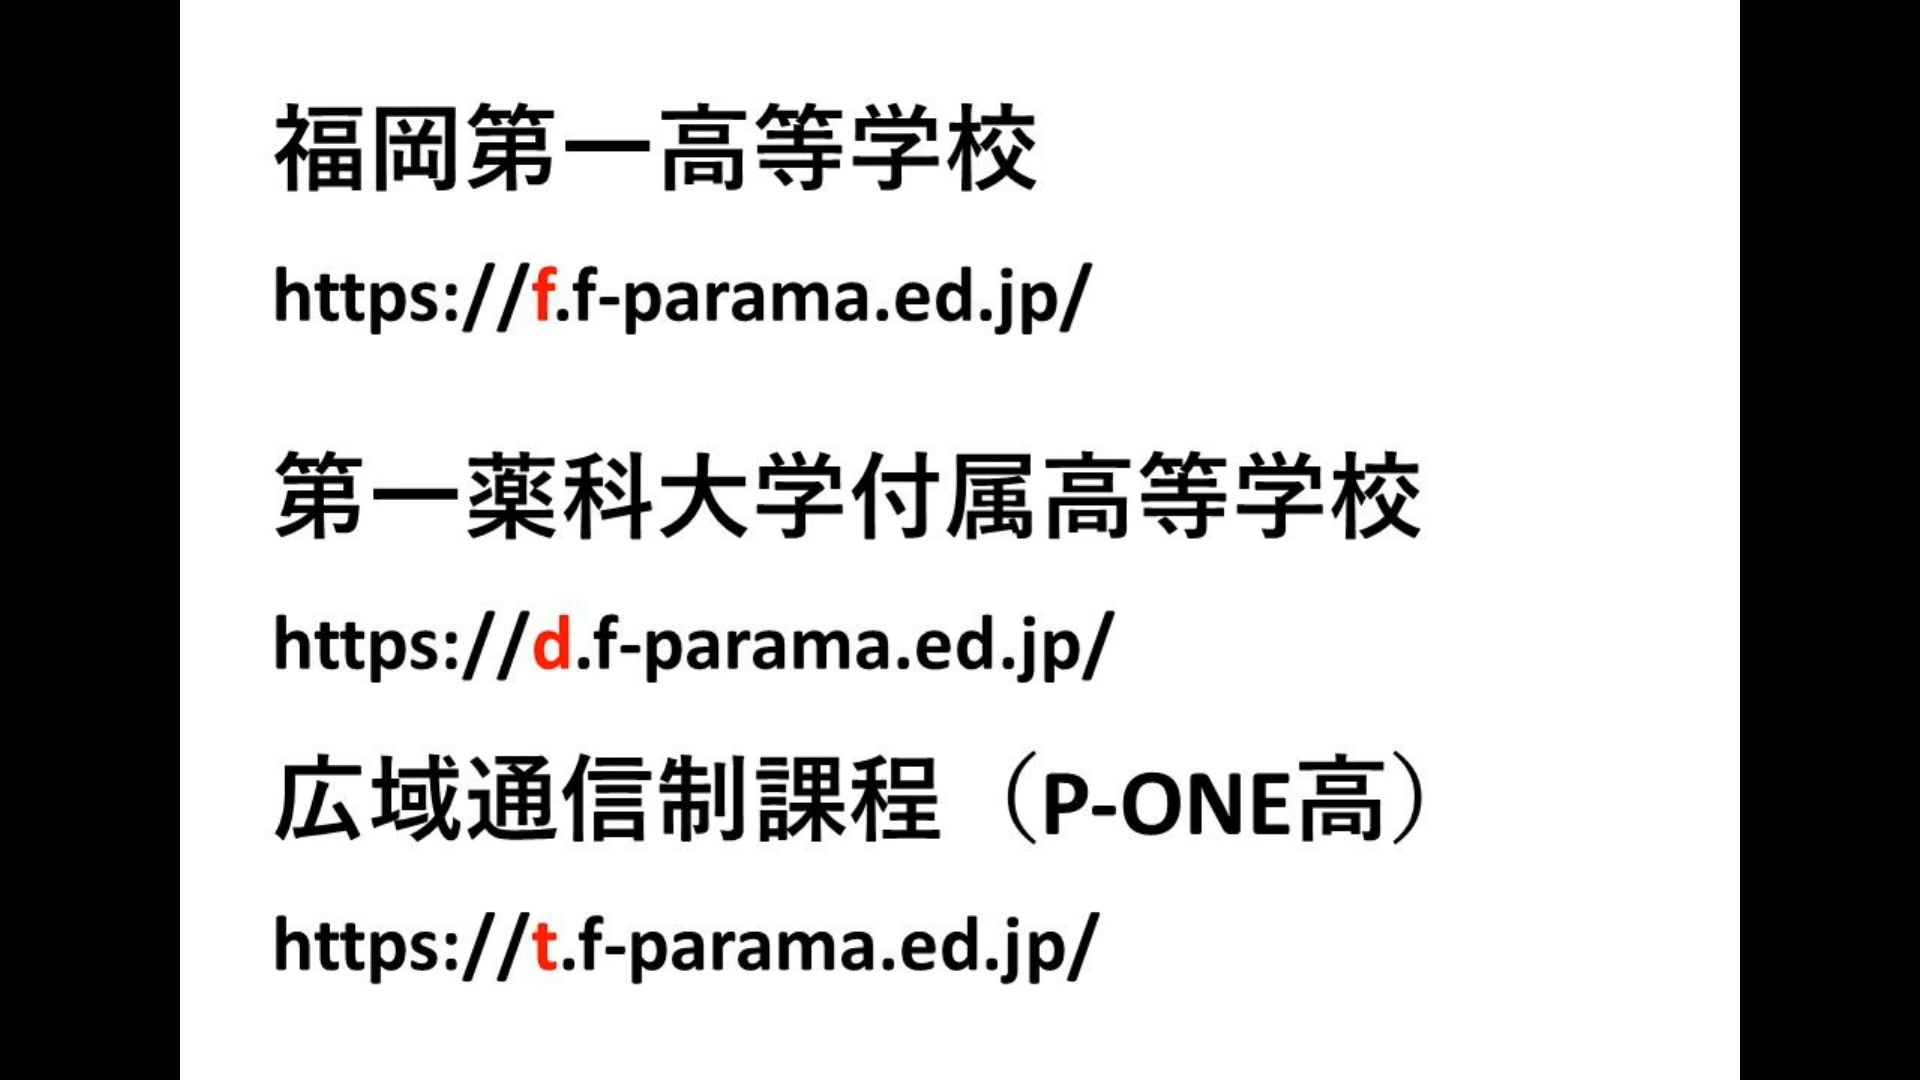 福岡第一高等学校
https://f.f-parama.ed.jp/
第一薬科大学付属高等学校
https://d.f-parama.ed.jp/
広域通信制課程（P-ONE高）
https://t.f-parama.ed.jp/